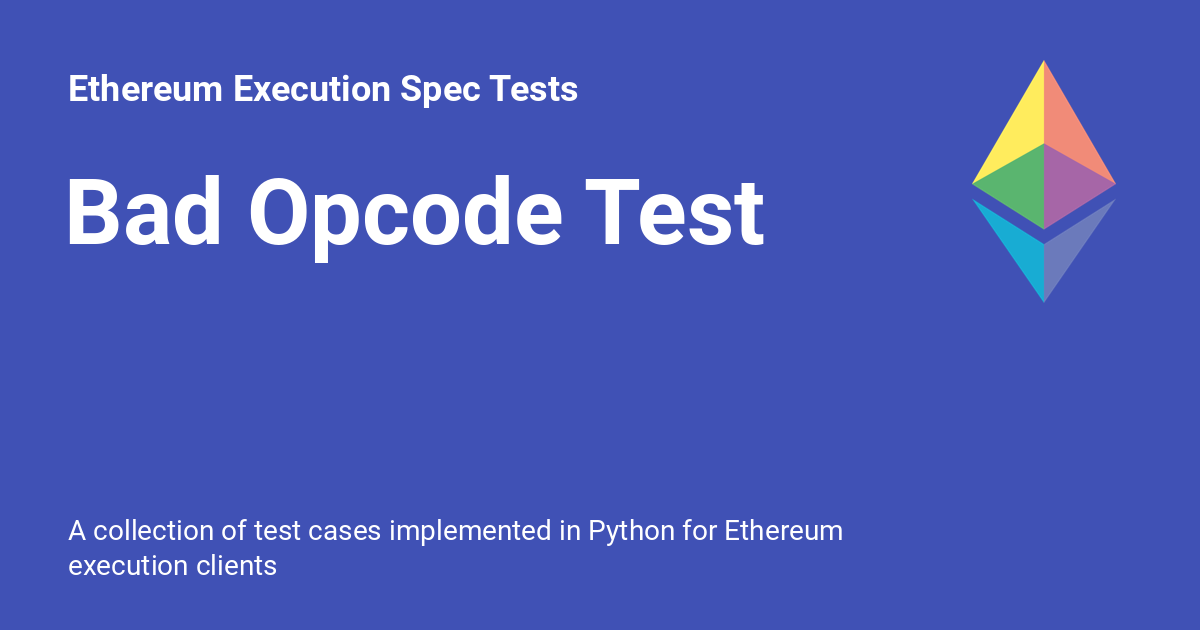 Ethereum Execution Spec Tests
Bad Opcode Test
A collection of test cases implemented in Python for Ethereum
execution clients